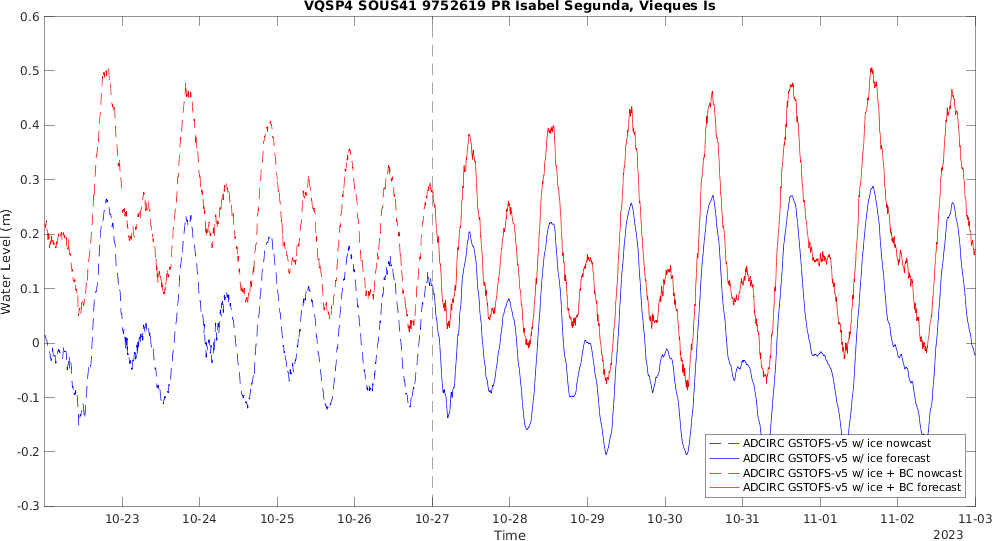 VQSP4 SOUS41 9752619 PR Isabel Segunda, Vieques Is
0.6
0.5
0.4
0.3
0.2
0.1
0
-0.1
-0.2
-0.3
Water Level (m)
10-23 10-24 10-25 10-26 10-27 10-28 10-29 10-30 10-31 11-01 11-02 11-03
Time
2023
ADCIRC GSTOFS-v5 w/ ice nowcast
ADCIRC GSTOFS-v5 w/ ice forecast
ADCIRC GSTOFS-v5 w/ ice + BC nowcast
ADCIRC GSTOFS-v5 w/ ice + BC forecast